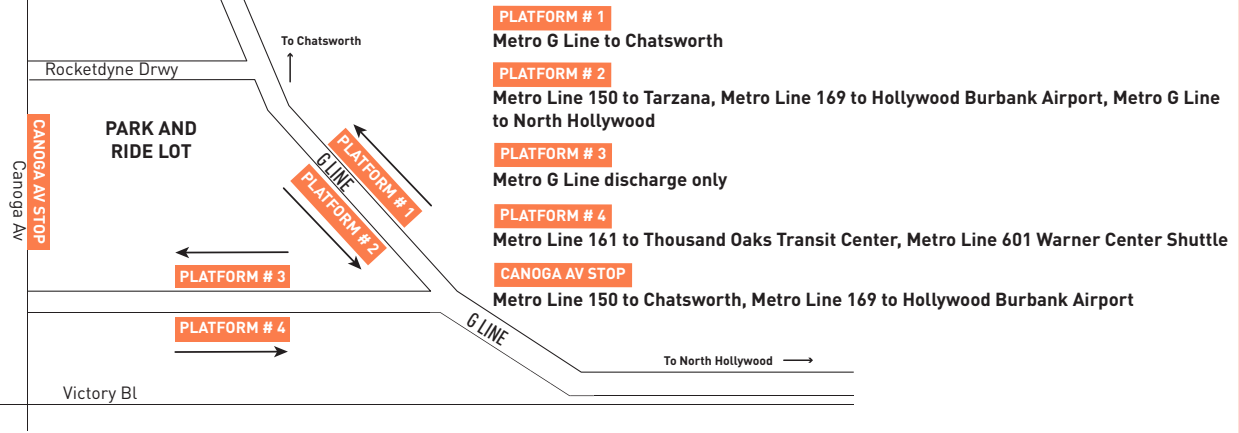 To Chatsworth
Rocketdyne Drwy
PARK AND
RIDE LOT
CANOGA AV STOP
Canoga Av
G LINE
PLATFORM # 1
PLATFORM # 2
PLATFORM # 3
PLATFORM # 4
G LINE
To North Hollywood
Victory Bl
PLATFORM # 1
Metro G Line to Chatsworth
PLATFORM # 2
Metro Line 150 to Tarzana, Metro Line 169 to Hollywood Burbank Airport, Metro G Line
to North Hollywood
PLATFORM # 3
Metro G Line discharge only
PLATFORM # 4
Metro Line 161 to Thousand Oaks Transit Center, Metro Line 601 Warner Center Shuttle
CANOGA AV STOP
Metro Line 150 to Chatsworth, Metro Line 169 to Hollywood Burbank Airport